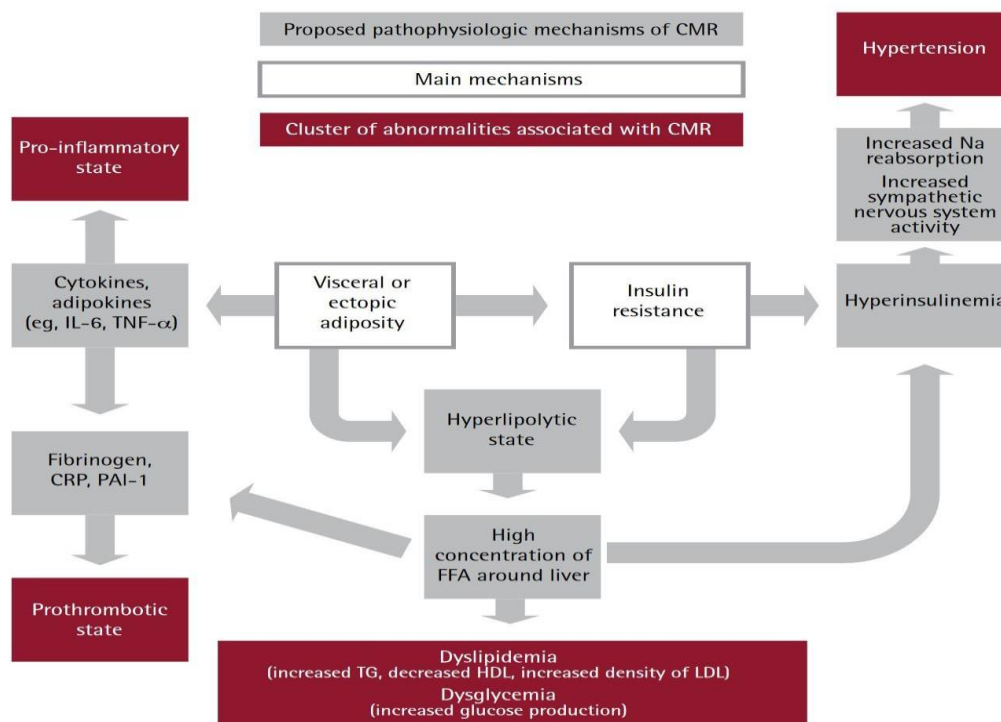 Proposed pathophysiologic mechanisms of CMR
Main mechanisms
Cluster of abnormalities associated with CMR
Hypertension
Increased Na
reabsorption
Increased
sympathetic
nervous system
activity
Pro-inflammatory
state
Cytokines,
adipokines
(eg, IL-6, TNF-α)
Visceral or
ectopic
adiposity
Insulin
resistance
Hyperinsulinemia
Hyperlipolytic
state
Fibrinogen,
CRP, PAI-1
High
concentration of
FFA around liver
Prothrombotic
state
Dyslipidemia
(increased TG, decreased HDL, increased density of LDL)
Dysglycemia
(increased glucose production)